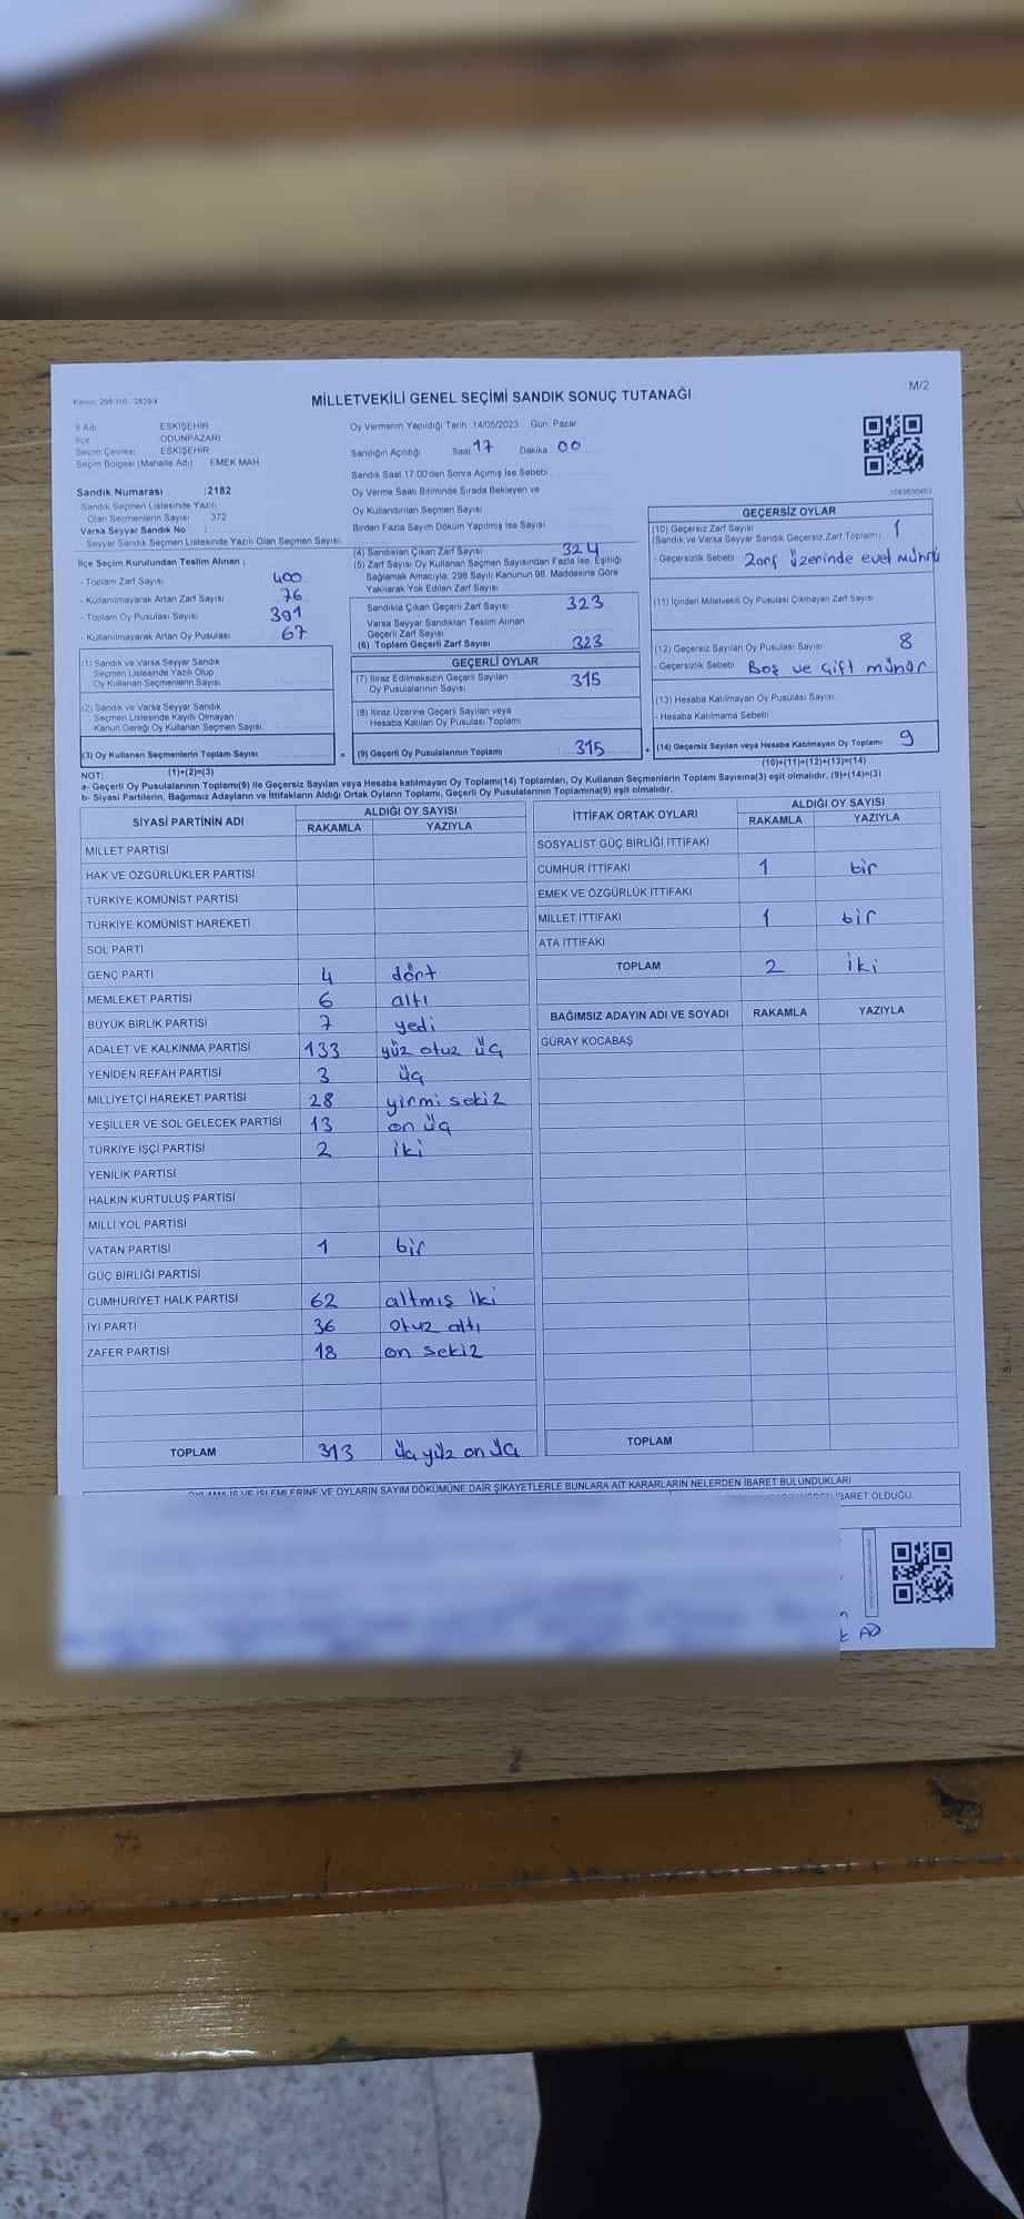 MİLLETVEKİLİ GENEL SEÇİMİ SANDIK SONUÇ TUTANAĞI
M/2
İl Adı ESKİŞEHİR
İlçe ODUNPAZARI
Seçim Çevresi ESKİŞEHİR
Seçim Bölgesi (Mahalle Adı) EMEK MAH
Sandık Numarası :2182
Sandık Seçmen Listesinde Yazılı
Olan Seçmenlerin Sayısı 372
Varsa Seyyar Sandık No
Seyyar Sandık Seçmen Listesinde Yazılı Olan Seçmen Sayısı
Oy Vermenin Yapıldığı Tarih 14/05/2023 Gün: Pazar
Sandığın Açıldığı Saat 17 Dakika 00
Sandık Saat 17:00'den Sonra Açılmış İse Sebebi
Oy Verme Saati Bitiminde Sırada Bekleyen ve
Oy Kullandırılan Seçmen Sayısı
Birden Fazla Sayım Döküm Yapılmış İse Sayısı
İlçe Seçim Kurulundan Teslim Alınan ;
- Toplam Zarf Sayısı 400
- Kullanılmayarak Artan Zarf Sayısı 76
- Toplam Oy Pusulası Sayısı 391
- Kullanılmayarak Artan Oy Pusulası 67
(1) Sandık ve Varsa Seyyar Sandık
Seçmen Listesinde Yazılı Olup
Oy Kullanan Seçmenlerin Sayısı
(2) Sandık ve Varsa Seyyar Sandık
Seçmen Listesinde Kayıtlı Olmayan
Kanun Gereği Oy Kullanan Seçmen Sayısı
(3) Oy Kullanan Seçmenlerin Toplam Sayısı
=
(1)+(2)=(3)
(4) Sandıktan Çıkan Zarf Sayısı 324
(5) Zarf Sayısı Oy Kullanan Seçmen Sayısından Fazla İse, Eşitliği
Sağlamak Amacıyla, 298 Sayılı Kanunun 98. Maddesine Göre
Yakılarak Yok Edilen Zarf Sayısı
Sandıkta Çıkan Geçerli Zarf Sayısı 323
Varsa Seyyar Sandıktan Teslim Alınan
Geçerli Zarf Sayısı
(6) Toplam Geçerli Zarf Sayısı 323
GEÇERLİ OYLAR
(7) İtiraz Edilmeksizin Geçerli Sayılan
Oy Pusulalarının Sayısı 315
(8) İtiraz Üzerine Geçerli Sayılan veya
Hesaba Katılan Oy Pusulası Toplamı
(9) Geçerli Oy Pusulalarının Toplamı 315
+
GEÇERSİZ OYLAR
(10) Geçersiz Zarf Sayısı
(Sandık ve Varsa Seyyar Sandık Geçersiz Zarf Toplamı) 1
- Geçersizlik Sebebi Zarf üzerinde evet mührü
(11) İçinden Milletvekili Oy Pusulası Çıkmayan Zarf Sayısı
(12) Geçersiz Sayılan Oy Pusulası Sayısı 8
- Geçersizlik Sebebi Boş ve çift mühür
(13) Hesaba Katılmayan Oy Pusulası Sayısı
- Hesaba Katılmama Sebebi
(14) Geçersiz Sayılan veya Hesaba Katılmayan Oy Toplamı 9
(10)+(11)+(12)+(13)=(14)
NOT:
a- Geçerli Oy Pusulalarının Toplamı(9) ile Geçersiz Sayılan veya Hesaba katılmayan Oy Toplamı(14) Toplamları, Oy Kullanan Seçmenlerin Toplam Sayısına(3) eşit olmalıdır. (9)+(14)=(3)
b- Siyasi Partilerin, Bağımsız Adayların ve İttifakların Aldığı Ortak Oyların Toplamı, Geçerli Oy Pusulalarının Toplamına(9) eşit olmalıdır.
SİYASİ PARTİNİN ADI ALDIĞI OY SAYISI
RAKAMLA YAZIYLA
MİLLET PARTİSİ
HAK VE ÖZGÜRLÜKLER PARTİSİ
TÜRKİYE KOMÜNİST PARTİSİ
TÜRKİYE KOMÜNİST HAREKETİ
SOL PARTİ
GENÇ PARTİ 4 dört
MEMLEKET PARTİSİ 6 altı
BÜYÜK BİRLİK PARTİSİ 7 yedi
ADALET VE KALKINMA PARTİSİ 133 yüz otuz üç
YENİDEN REFAH PARTİSİ 3 üç
MİLLİYETÇİ HAREKET PARTİSİ 28 yirmi sekiz
YEŞİLLER VE SOL GELECEK PARTİSİ 13 on üç
TÜRKİYE İŞÇİ PARTİSİ 2 iki
YENİLİK PARTİSİ
HALKIN KURTULUŞ PARTİSİ
MİLLİ YOL PARTİSİ
VATAN PARTİSİ 1 bir
GÜÇ BİRLİĞİ PARTİSİ
CUMHURİYET HALK PARTİSİ 62 altmış iki
İYİ PARTİ 36 otuz altı
ZAFER PARTİSİ 18 on sekiz
TOPLAM 313 üç yüz on üç
İTTİFAK ORTAK OYLARI ALDIĞI OY SAYISI
RAKAMLA YAZIYLA
SOSYALİST GÜÇ BİRLİĞİ İTTİFAKI
CUMHUR İTTİFAKI 1 bir
EMEK VE ÖZGÜRLÜK İTTİFAKI
MİLLET İTTİFAKI 1 bir
ATA İTTİFAKI
TOPLAM 2 iki
BAĞIMSIZ ADAYIN ADI VE SOYADI RAKAMLA YAZIYLA
GÜRAY KOCABAŞ
TOPLAM
OYLAMA İŞ VE İŞLEMLERİNE VE OYLARIN SAYIM DÖKÜMÜNE DAİR ŞİKAYETLERLE BUNLARA AİT KARARLARIN NELERDEN İBARET BULUNDUKLARI
İBARET OLDUĞU